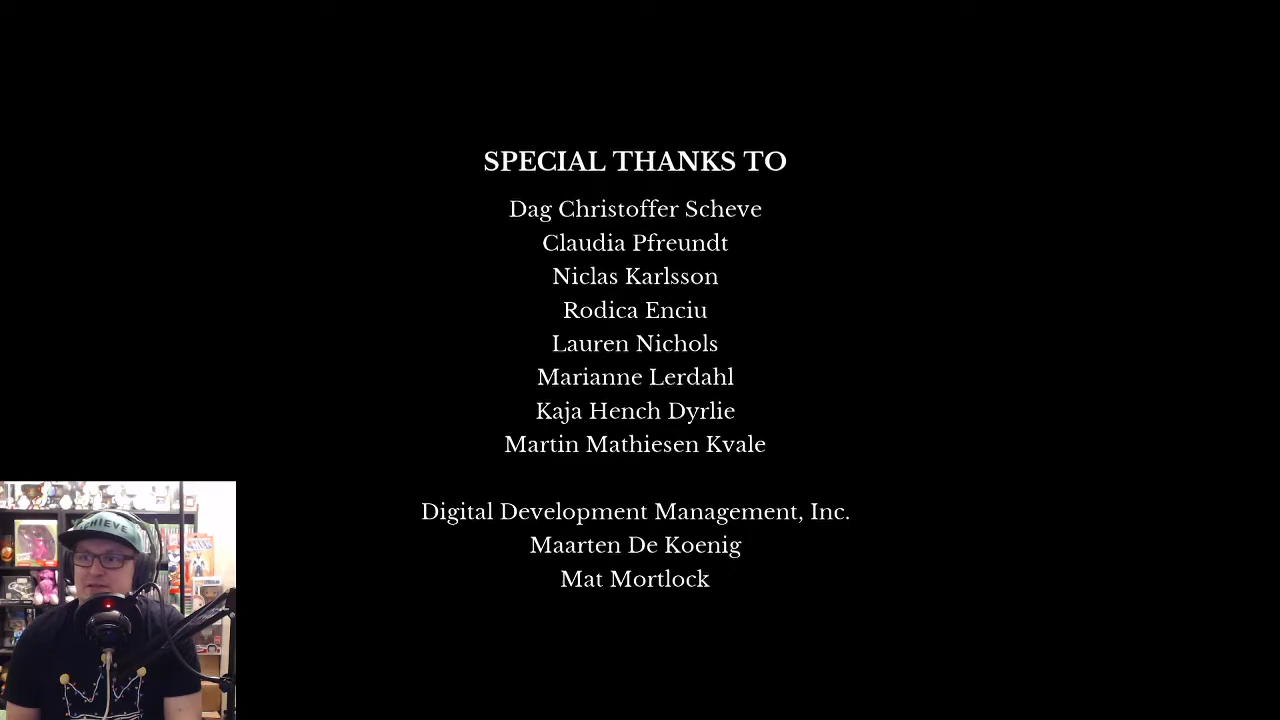 SPECIAL THANKS TO
Dag Christoffer Scheve
Claudia Pfreundt
Niclas Karlsson
Rodica Enciu
Lauren Nichols
Marianne Lerdahl
Kaja Hench Dyrlie
Martin Mathiesen Kvale
Digital Development Management, Inc.
Maarten De Koenig
Mat Mortlock
ACHIEVE